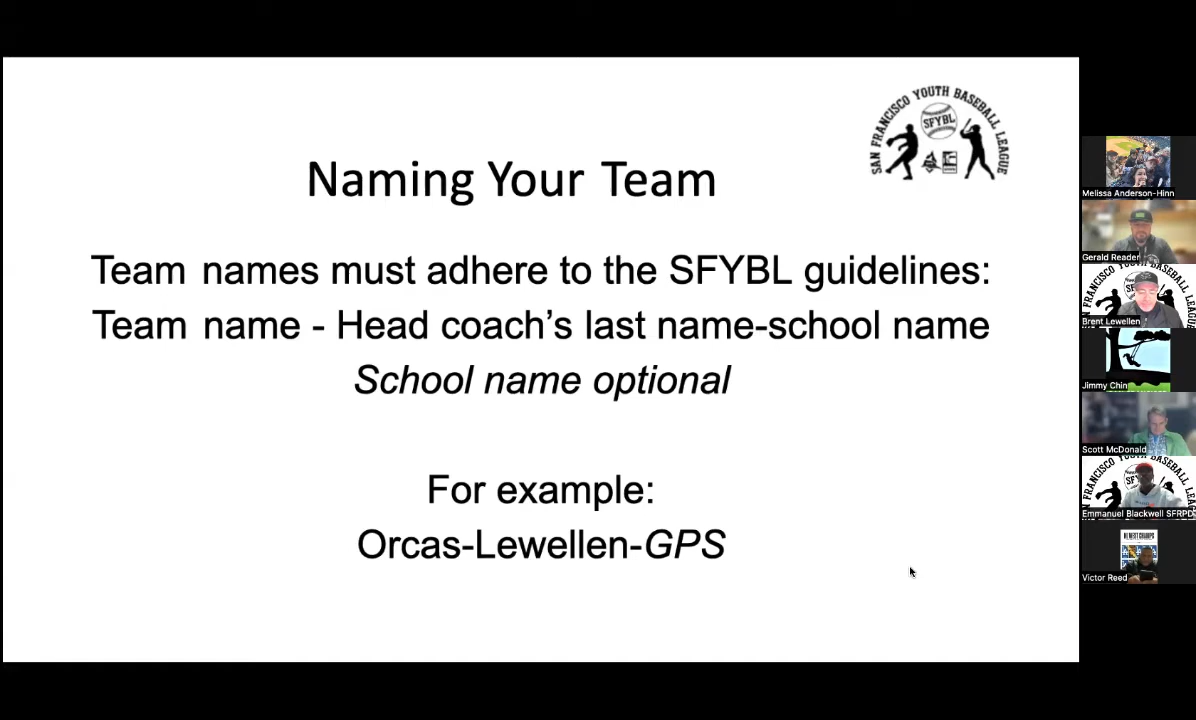 SAN FRANCISCO YOUTH BASEBALL LEAGUE
SFYBL
Naming Your Team
Team names must adhere to the SFYBL guidelines:
Team name - Head coach’s last name-school name
School name optional
For example:
Orcas-Lewellen-GPS
Melissa Anderson-Hinn
Gerald Reader
Brent Lewellen
Jimmy Chin
Scott McDonald
Emmanuel Blackwell SFRPD
Victor Reed